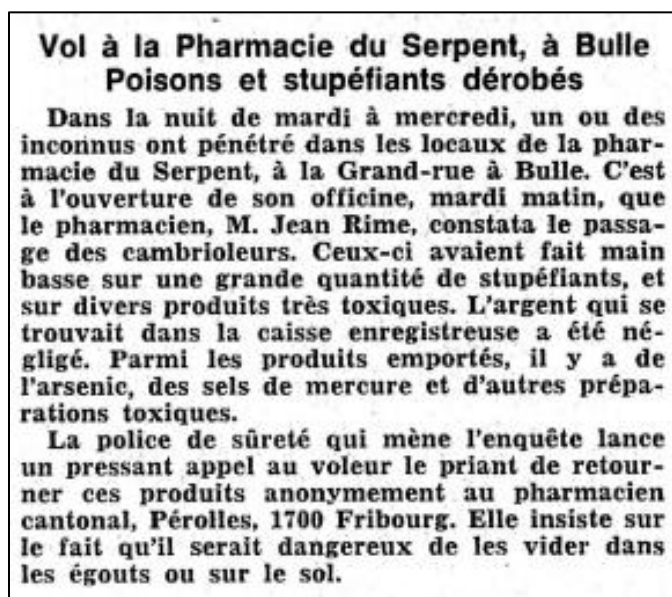 Vol à la Pharmacie du Serpent, à Bulle
Poisons et stupéfiants dérobés
Dans la nuit de mardi à mercredi, un ou des
inconnus ont pénétré dans les locaux de la phar-
macie du Serpent, à la Grand-rue à Bulle. C'est
à l'ouverture de son officine, mardi matin, que
le pharmacien, M. Jean Rime, constata le passa-
ge des cambrioleurs. Ceux-ci avaient fait main
basse sur une grande quantité de stupéfiants, et
sur divers produits très toxiques. L'argent qui se
trouvait dans la caisse enregistreuse a été né-
gligé. Parmi les produits emportés, il y a de
l'arsenic, des sels de mercure et d'autres prépa-
rations toxiques.
La police de sûreté qui mène l'enquête lance
un pressant appel au voleur le priant de retour-
ner ces produits anonymement au pharmacien
cantonal, Pérolles, 1700 Fribourg. Elle insiste sur
le fait qu'il serait dangereux de les vider dans
les égouts ou sur le sol.